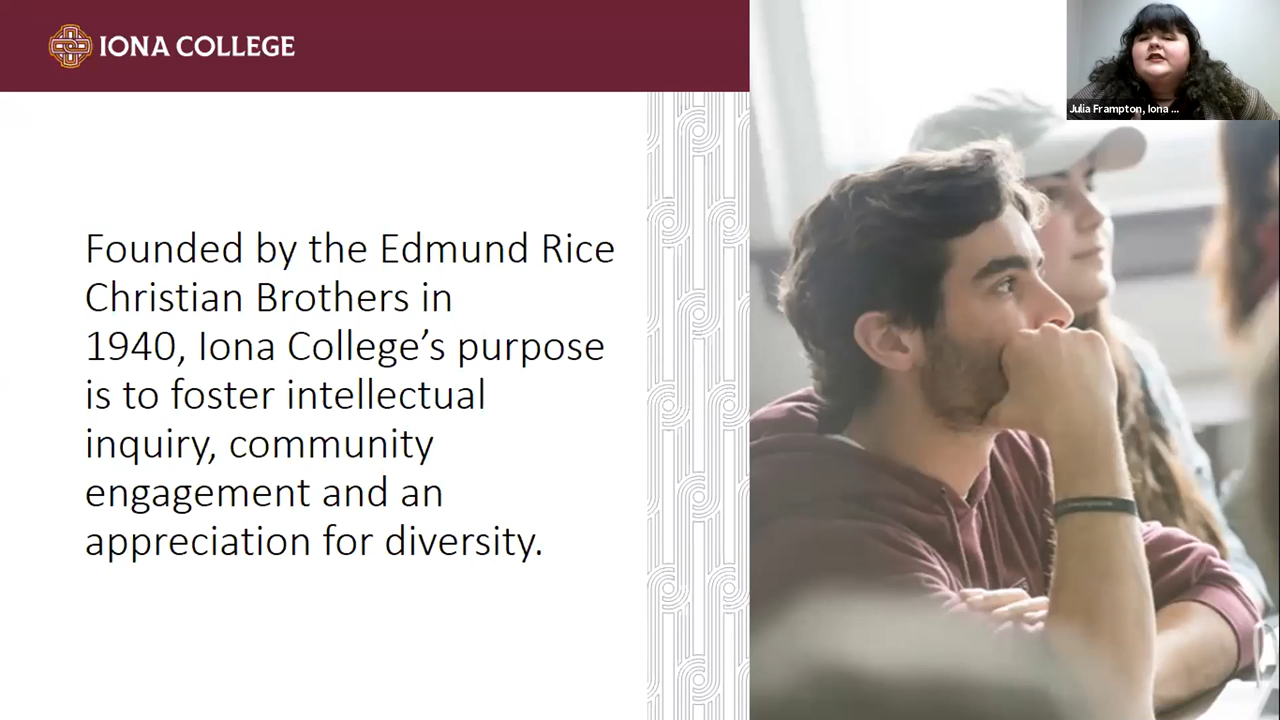 IONA COLLEGE
Julia Frampton, Iona ...
Founded by the Edmund Rice
Christian Brothers in
1940, Iona College’s purpose
is to foster intellectual
inquiry, community
engagement and an
appreciation for diversity.